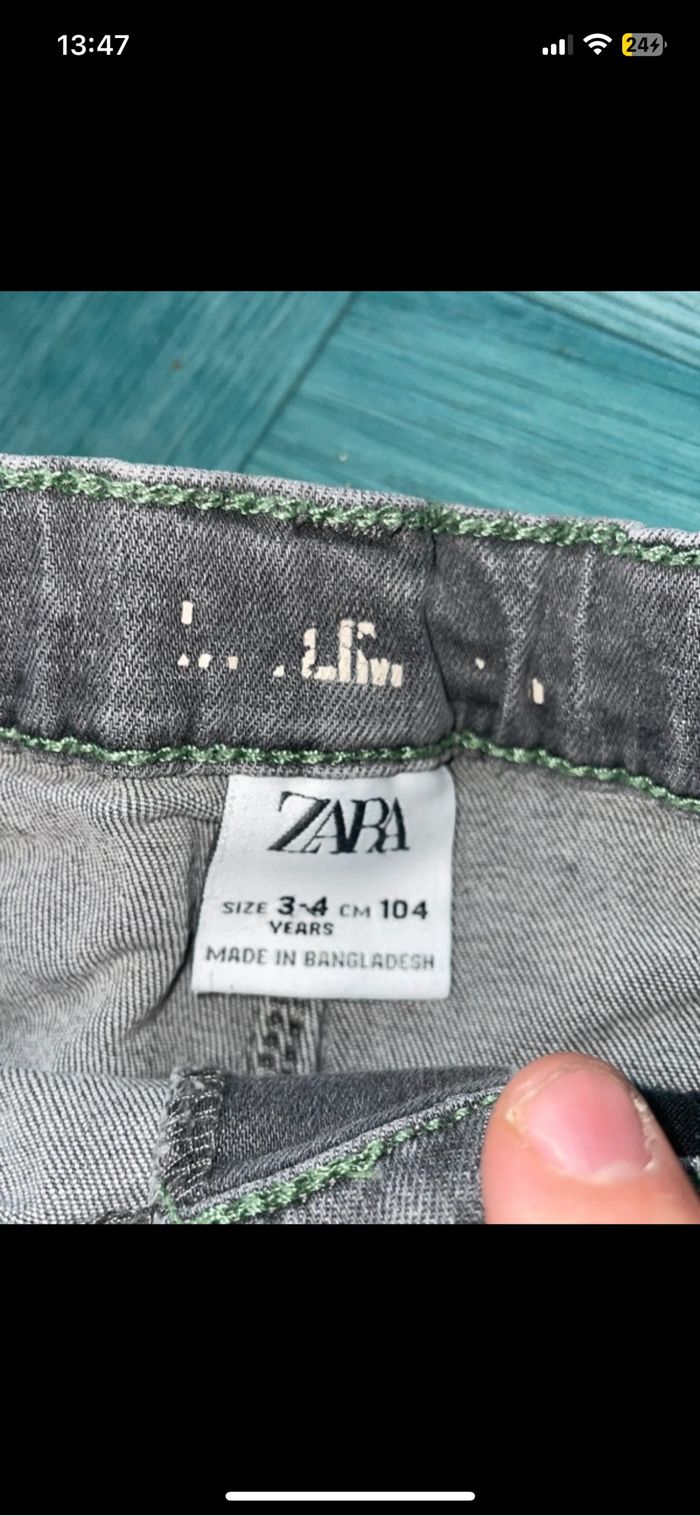 13:47
24
ZARA
SIZE 3-4 CM 104
YEARS
MADE IN BANGLADESH